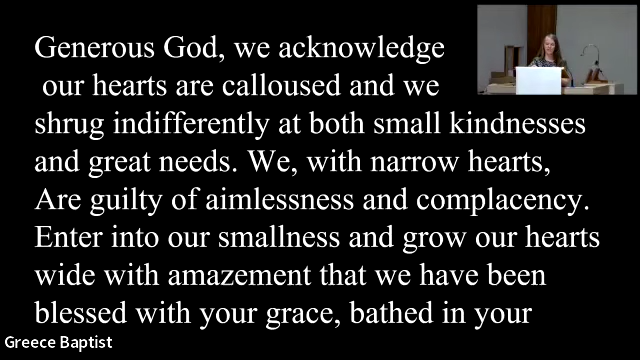 Generous God, we acknowledge
our hearts are calloused and we
shrug indifferently at both small kindnesses
and great needs. We, with narrow hearts,
Are guilty of aimlessness and complacency.
Enter into our smallness and grow our hearts
wide with amazement that we have been
blessed with your grace, bathed in your
Greece Baptist